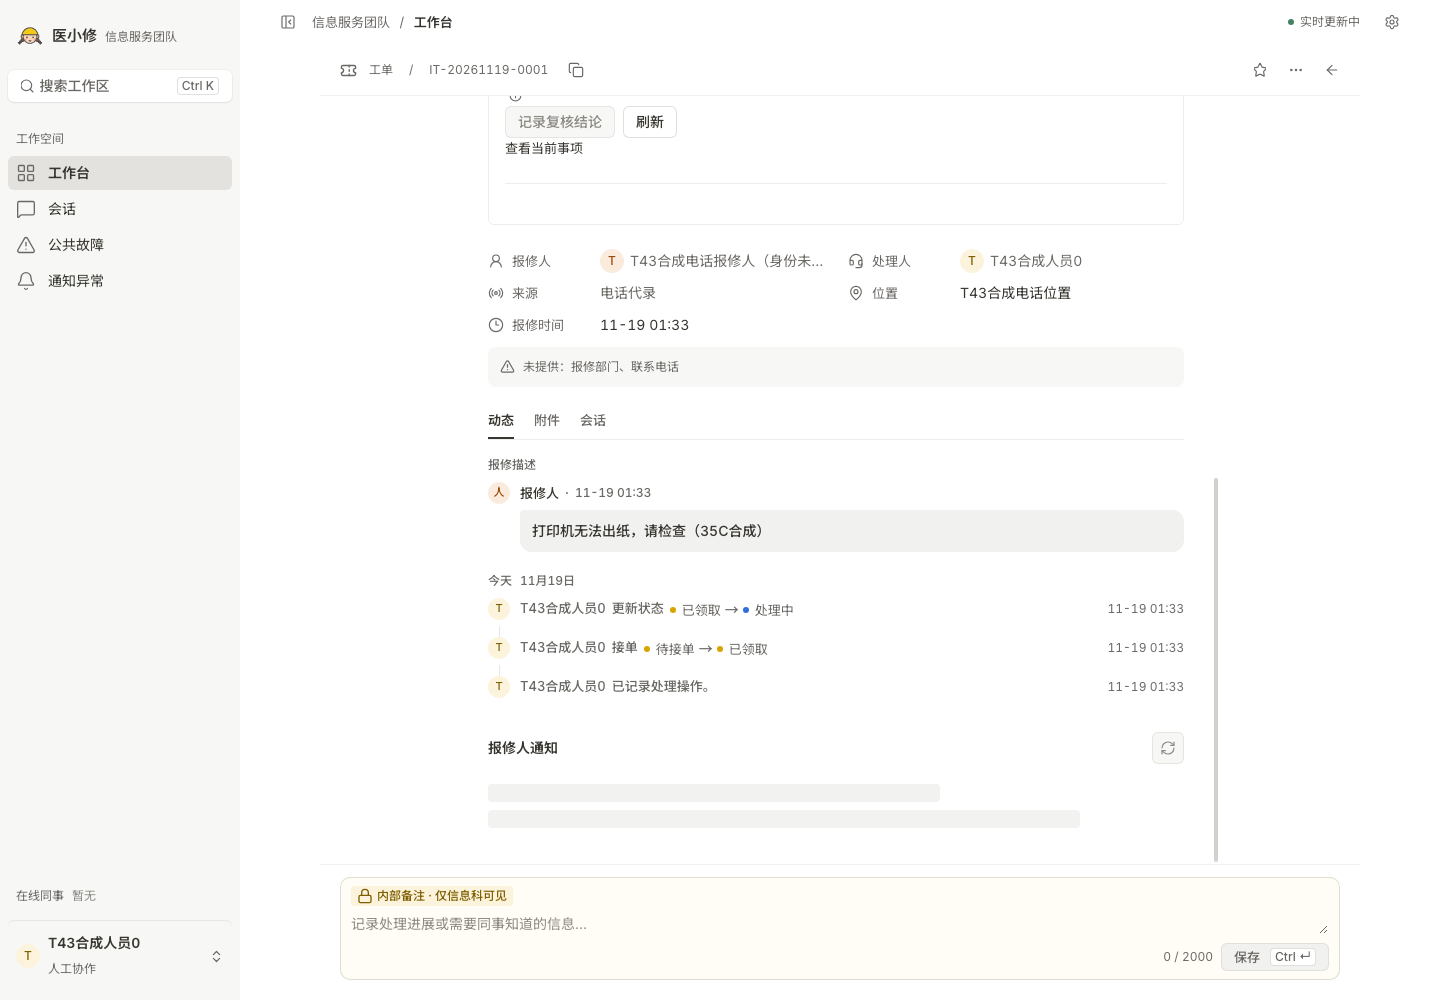 医小修 信息服务团队
搜索工作区 Ctrl K
工作空间
工作台
会话
公共故障
通知异常
在线同事 暂无
T T43合成人员0
人工协作
信息服务团队 / 工作台
实时更新中
工单 / IT-20261119-0001
记录复核结论 刷新
查看当前事项
报修人 T T43合成电话报修人（身份未... 处理人 T T43合成人员0
来源 电话代录 位置 T43合成电话位置
报修时间 11-19 01:33
未提供：报修部门、联系电话
动态 附件 会话
报修描述
人 报修人 · 11-19 01:33
打印机无法出纸，请检查（35C合成）
今天 11月19日
T T43合成人员0 更新状态 已领取 → 处理中 11-19 01:33
T T43合成人员0 接单 待接单 → 已领取 11-19 01:33
T T43合成人员0 已记录处理操作。 11-19 01:33
报修人通知
内部备注 · 仅信息科可见
记录处理进展或需要同事知道的信息...
0 / 2000 保存 Ctrl ↵